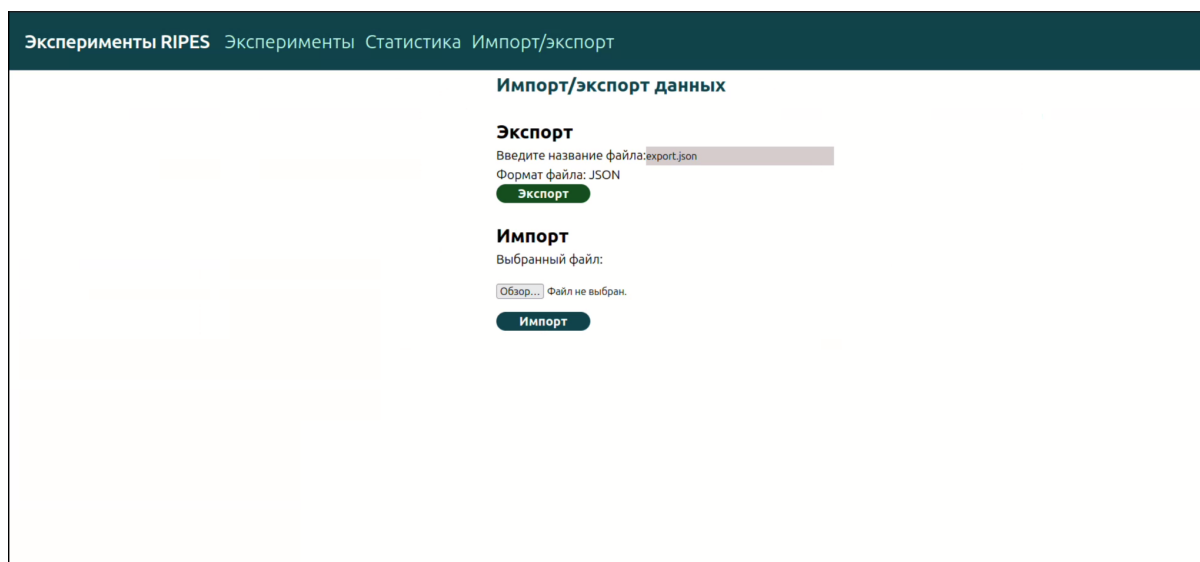 Эксперименты RIPES Эксперименты Статистика Импорт/экспорт
Импорт/экспорт данных
Экспорт
Введите название файла:export.json
Формат файла: JSON
Экспорт
Импорт
Выбранный файл:
Обзор... Файл не выбран.
Импорт